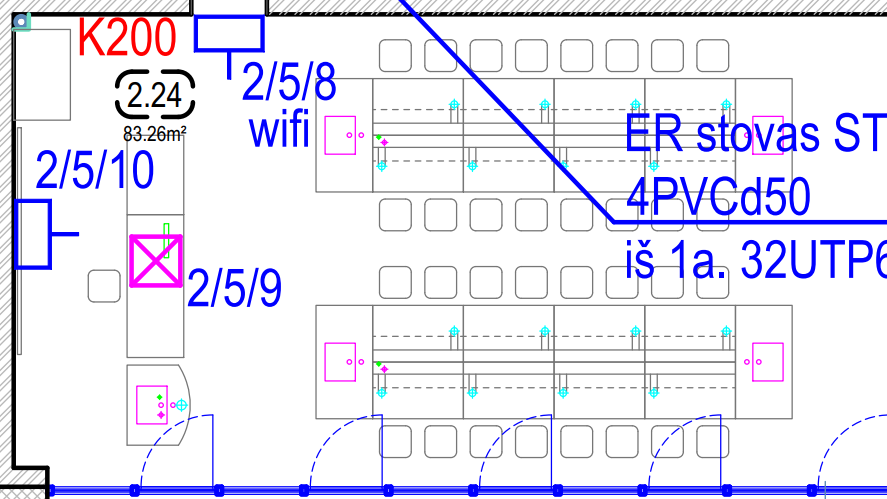 K200
2.24
83.26m²
2/5/8
wifi
2/5/10
2/5/9
ER stovas ST
4PVCd50
iš 1a. 32UTP6